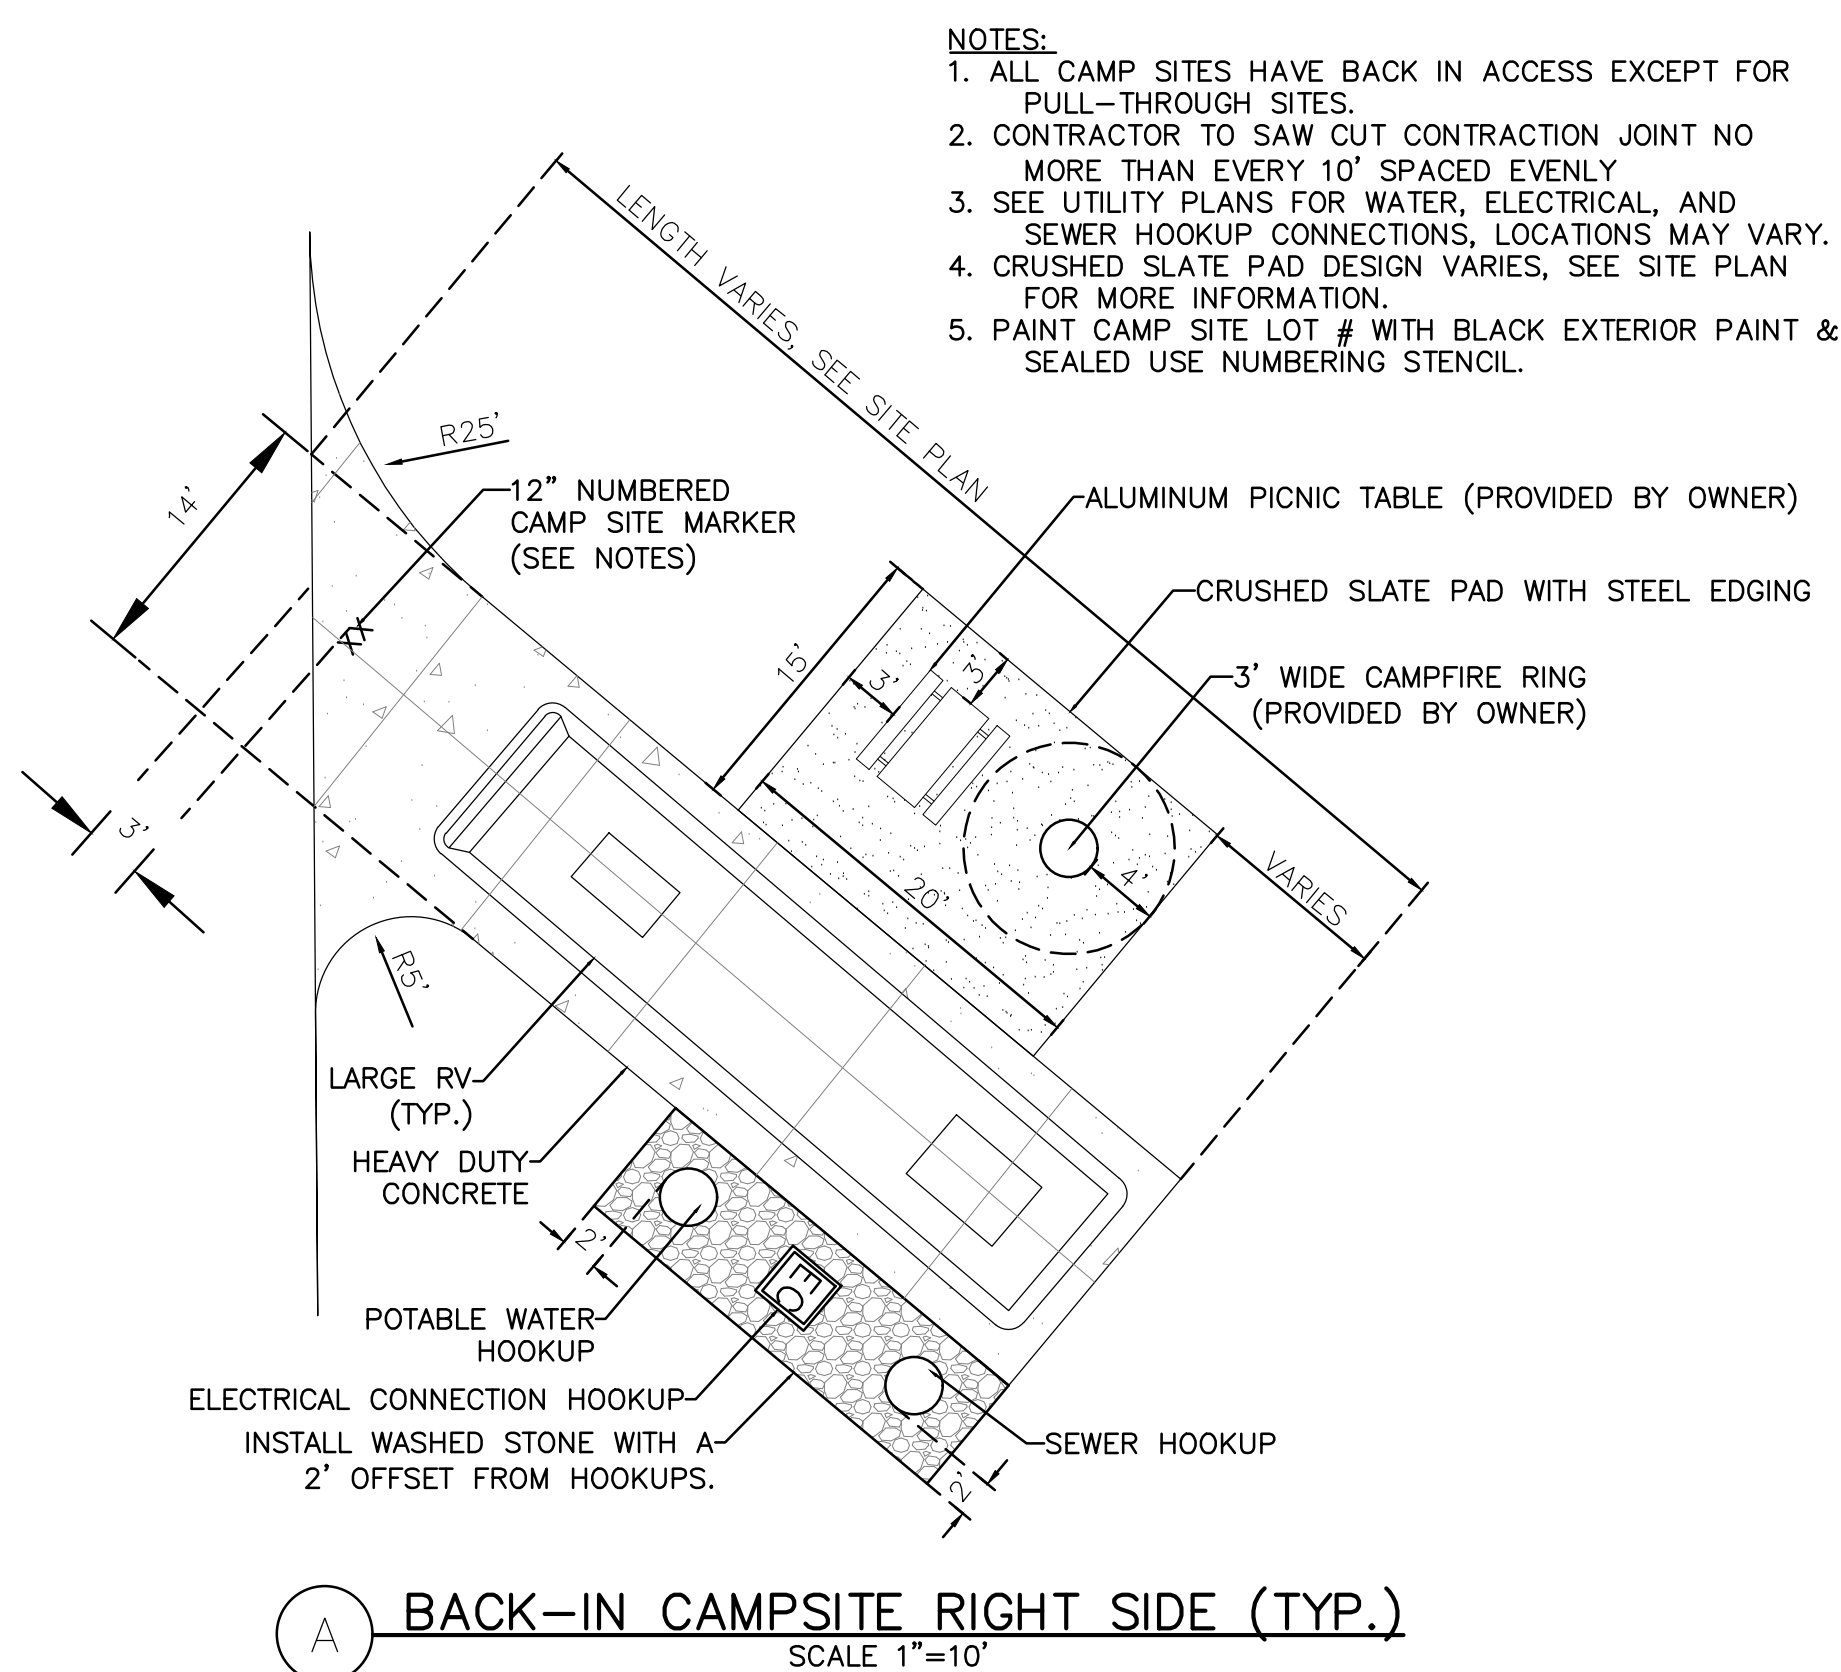 NOTES:
1. ALL CAMP SITES HAVE BACK IN ACCESS EXCEPT FOR
PULL-THROUGH SITES.
2. CONTRACTOR TO SAW CUT CONTRACTION JOINT NO
MORE THAN EVERY 10' SPACED EVENLY
3. SEE UTILITY PLANS FOR WATER, ELECTRICAL, AND
SEWER HOOKUP CONNECTIONS, LOCATIONS MAY VARY.
4. CRUSHED SLATE PAD DESIGN VARIES, SEE SITE PLAN
FOR MORE INFORMATION.
5. PAINT CAMP SITE LOT # WITH BLACK EXTERIOR PAINT &
SEALED USE NUMBERING STENCIL.
LENGTH VARIES, SEE SITE PLAN
R25'
14'
12" NUMBERED
CAMP SITE MARKER
(SEE NOTES)
ALUMINUM PICNIC TABLE (PROVIDED BY OWNER)
CRUSHED SLATE PAD WITH STEEL EDGING
XX
15'
3'
3'
3' WIDE CAMPFIRE RING
(PROVIDED BY OWNER)
3'
20'
4'
VARIES
R5'
LARGE RV
(TYP.)
HEAVY DUTY
CONCRETE
2'
OE
POTABLE WATER
HOOKUP
ELECTRICAL CONNECTION HOOKUP
INSTALL WASHED STONE WITH A
2' OFFSET FROM HOOKUPS.
SEWER HOOKUP
2'
A
BACK-IN CAMPSITE RIGHT SIDE (TYP.)
SCALE 1"=10'